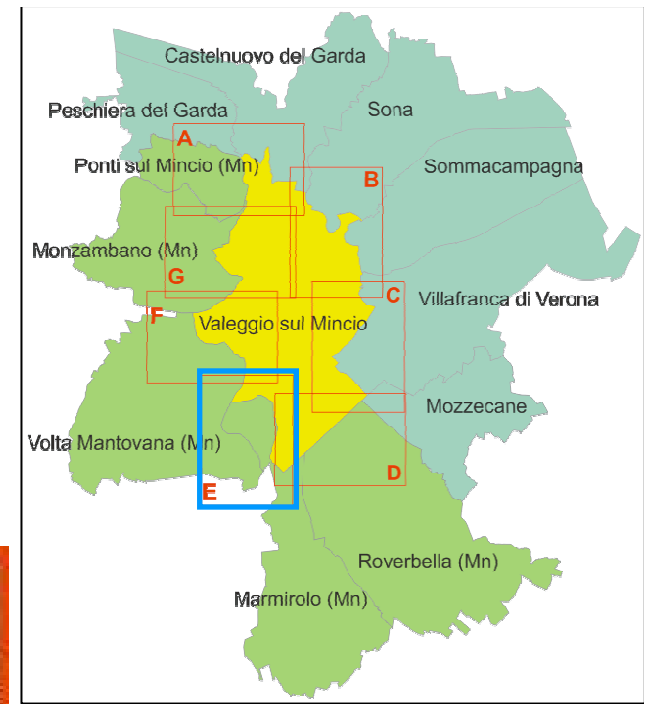 Castelnuovo del Garda
Peschiera del Garda
Sona
A
Ponti sul Mincio (Mn)
B
Sommacampagna
Monzambano (Mn)
G
C
Villafranca di Verona
F
Valeggio sul Mincio
Mozzecane
Volta Mantovana (Mn)
D
E
Roverbella (Mn)
Marmirolo (Mn)